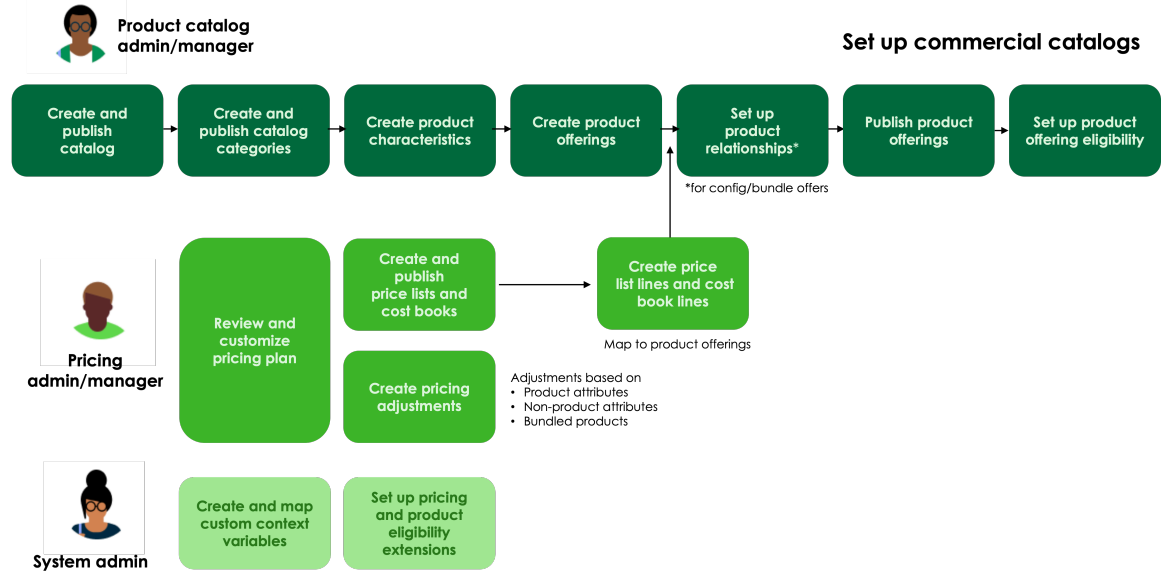 Product catalog
admin/manager
Set up commercial catalogs
Create and
publish
catalog
Create and
publish catalog
categories
Create product
characteristics
Create product
offerings
Set up
product
relationships*
Publish product
offerings
Set up product
offering eligibility
*for config/bundle offers
Pricing
admin/manager
Review and
customize
pricing plan
Create and
publish
price lists and
cost books
Create price
list lines and cost
book lines
Map to product offerings
Create pricing
adjustments
Adjustments based on
• Product attributes
• Non-product attributes
• Bundled products
System admin
Create and map
custom context
variables
Set up pricing
and product
eligibility
extensions